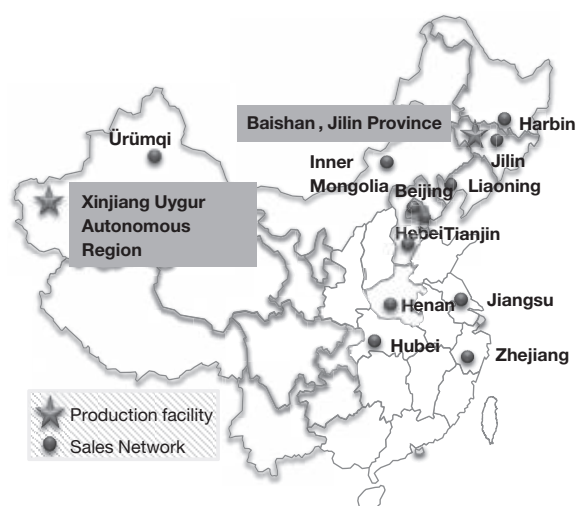 Baishan , Jilin Province
Harbin
Ürümqi
Jilin
Inner
Mongolia
Beijing
Liaoning
Xinjiang Uygur
Autonomous
Region
Hebei
Tianjin
Henan
Jiangsu
Hubei
Zhejiang
Production facility
Sales Network